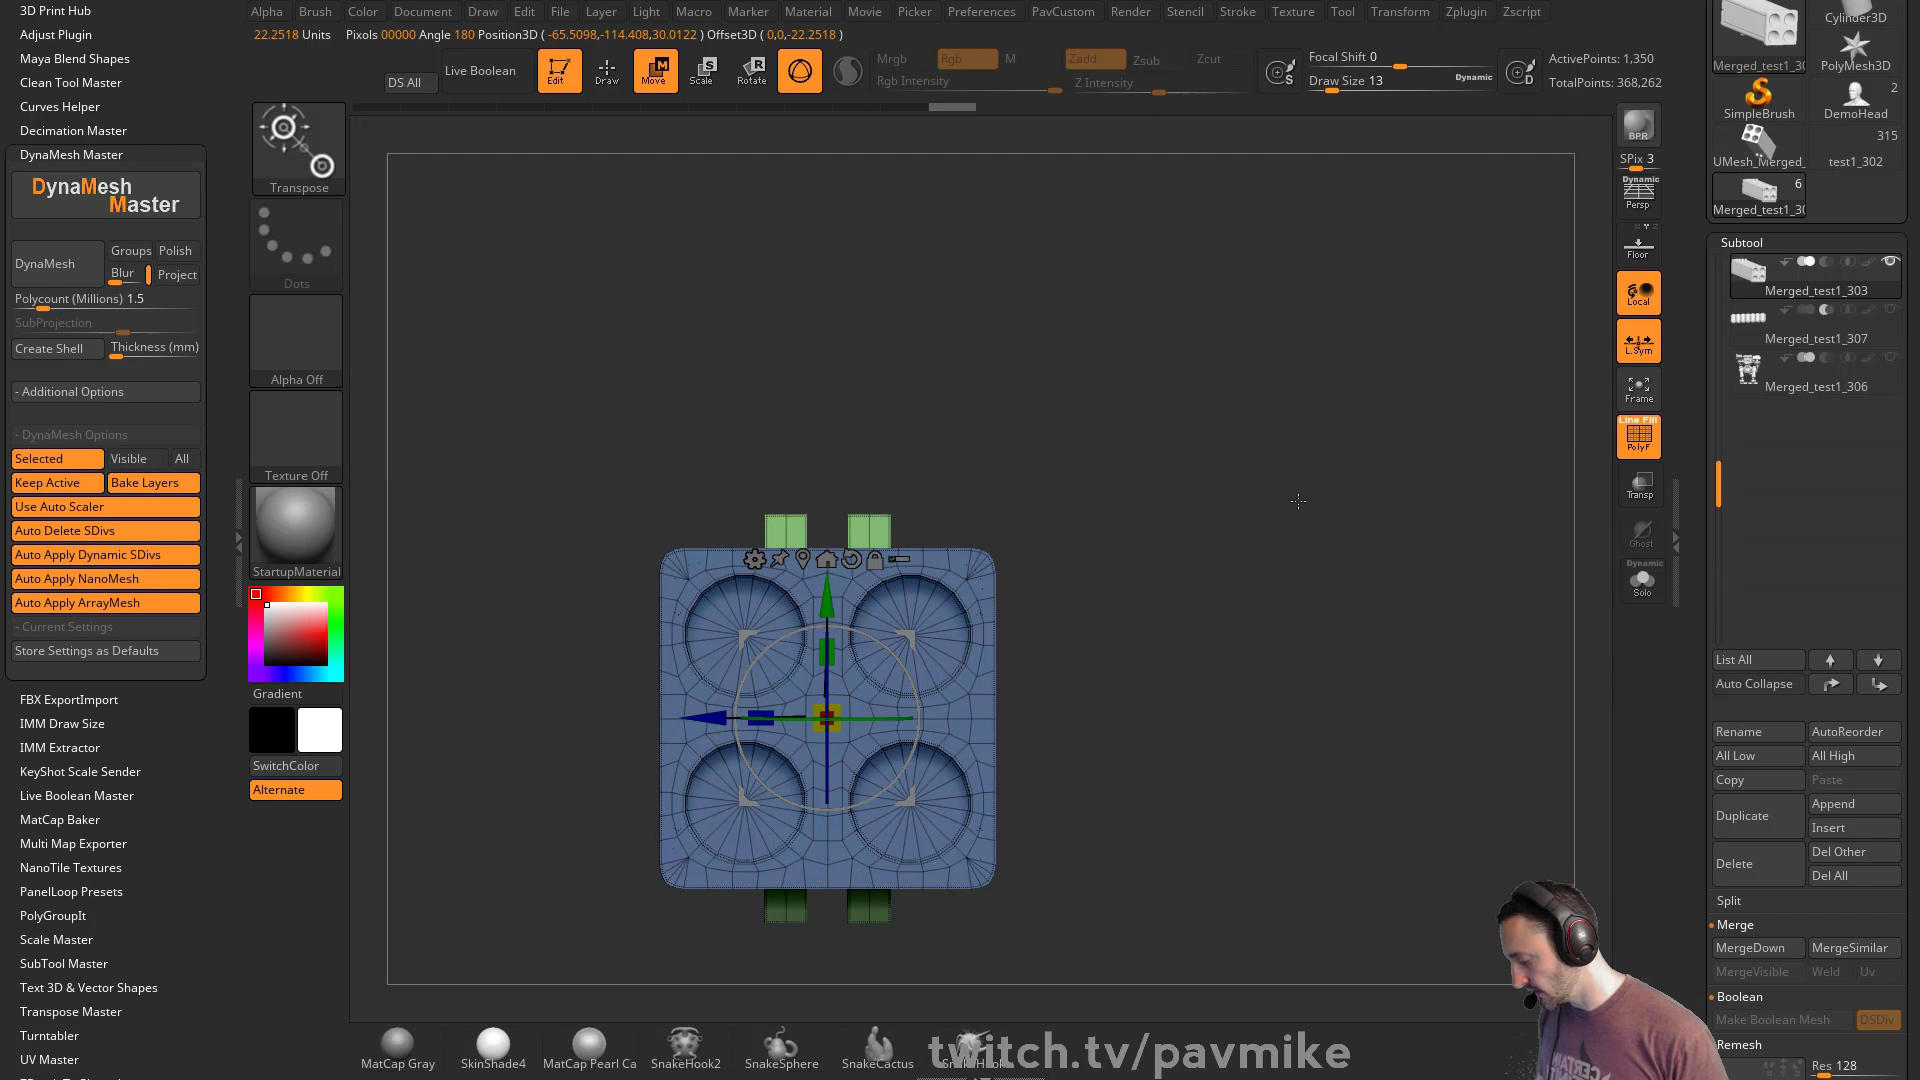 3D Print Hub
Adjust Plugin
Maya Blend Shapes
Clean Tool Master
Curves Helper
Decimation Master
DynaMesh Master
DynaMesh
Master
DynaMesh
Groups Polish
Blur Project
Polycount (Millions) 1.5
SubProjection
Create Shell Thickness (mm)
- Additional Options
- DynaMesh Options
Selected Visible All
Keep Active Bake Layers
Use Auto Scaler
Auto Delete SDivs
Auto Apply Dynamic SDivs
Auto Apply NanoMesh
Auto Apply ArrayMesh
- Current Settings
Store Settings as Defaults
FBX ExportImport
IMM Draw Size
IMM Extractor
KeyShot Scale Sender
Live Boolean Master
MatCap Baker
Multi Map Exporter
NanoTile Textures
PanelLoop Presets
PolyGroupIt
Scale Master
SubTool Master
Text 3D & Vector Shapes
Transpose Master
Turntabler
UV Master
Alpha Brush Color Document Draw Edit File Layer Light Macro Marker Material Movie Picker Preferences PavCustom Render Stencil Stroke Texture Tool Transform Zplugin Zscript
22.2518 Units Pixols 00000 Angle 180 Position3D ( -65.5098,-114.408,30.0122 ) Offset3D ( 0,0,-22.2518 )
DS All
Live Boolean
Edit
Draw
Move
Scale
Rotate
Mrgb Rgb M
Rgb Intensity
Zadd Zsub Zcut
Z Intensity
S
Focal Shift 0
Draw Size 13 Dynamic
D
ActivePoints: 1,350
TotalPoints: 368,262
Transpose
Dots
Alpha Off
Texture Off
StartupMaterial
Gradient
SwitchColor
Alternate
BPR
SPix 3
Dynamic
Persp
Floor
Local
L.Sym
Frame
Line Fill
PolyF
Transp
Ghost
Dynamic
Solo
Merged_test1_30
Cylinder3D
PolyMesh3D
SimpleBrush
2
DemoHead
UMesh_Merged_
315
test1_302
6
Merged_test1_30
Subtool
Merged_test1_303
Merged_test1_307
Merged_test1_306
List All
Auto Collapse
Rename AutoReorder
All Low All High
Copy Paste
Duplicate
Append
Insert
Delete
Del Other
Del All
Split
Merge
MergeDown MergeSimilar
MergeVisible Weld Uv
Boolean
Make Boolean Mesh DSDiv
Remesh
Res 128
MatCap Gray
SkinShade4
MatCap Pearl Ca
SnakeHook2
SnakeSphere
SnakeCactus
twitch.tv/pavmike